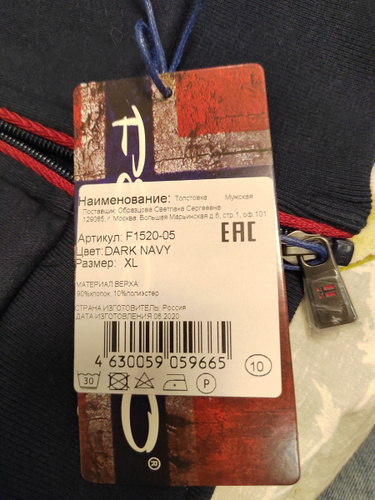 Наименование: Толстовка Мужская
Поставщик: Образцова Светлана Сергеевна
129085, г. Москва, Большая Марьинская д.5, стр.1, оф.101
Артикул: F1520-05
Цвет: DARK NAVY
Размер: XL
EAC
МАТЕРИАЛ ВЕРХА:
90%хлопок, 10%полиэстер
СТРАНА ИЗГОТОВИТЕЛЬ: Россия
ДАТА ИЗГОТОВЛЕНИЯ 06.2020
4 630059 059665
10
30
P